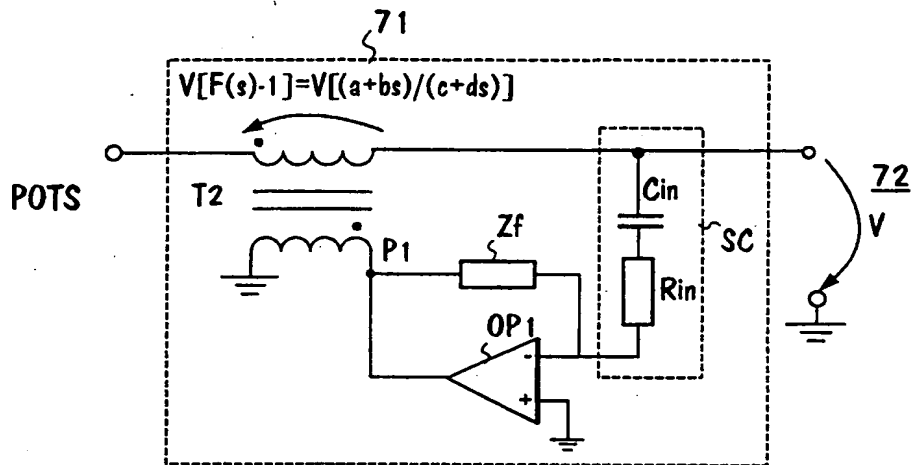 71
V[F(s)-1]=V[(a+bs)/(c+ds)]
POTS
T2
P1
Zf
OP1
-
+
Cin
Rin
SC
72
V